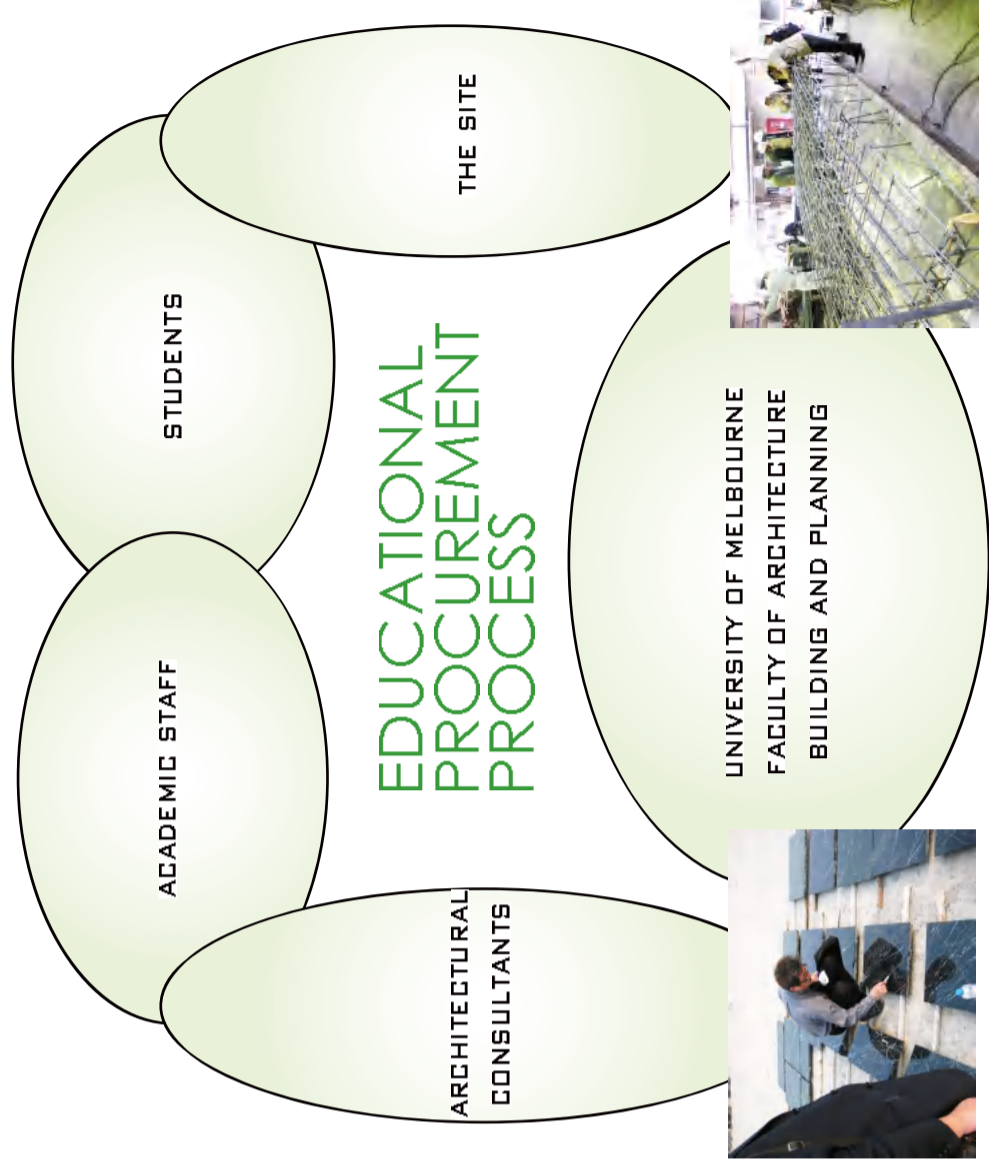 ACADEMIC STAFF
STUDENTS
ARCHITECTURAL
CONSULTANTS
EDUCATIONAL
PROCUREMENT
PROCESS
THE SITE
UNIVERSITY OF MELBOURNE
FACULTY OF ARCHITECTURE
BUILDING AND PLANNING